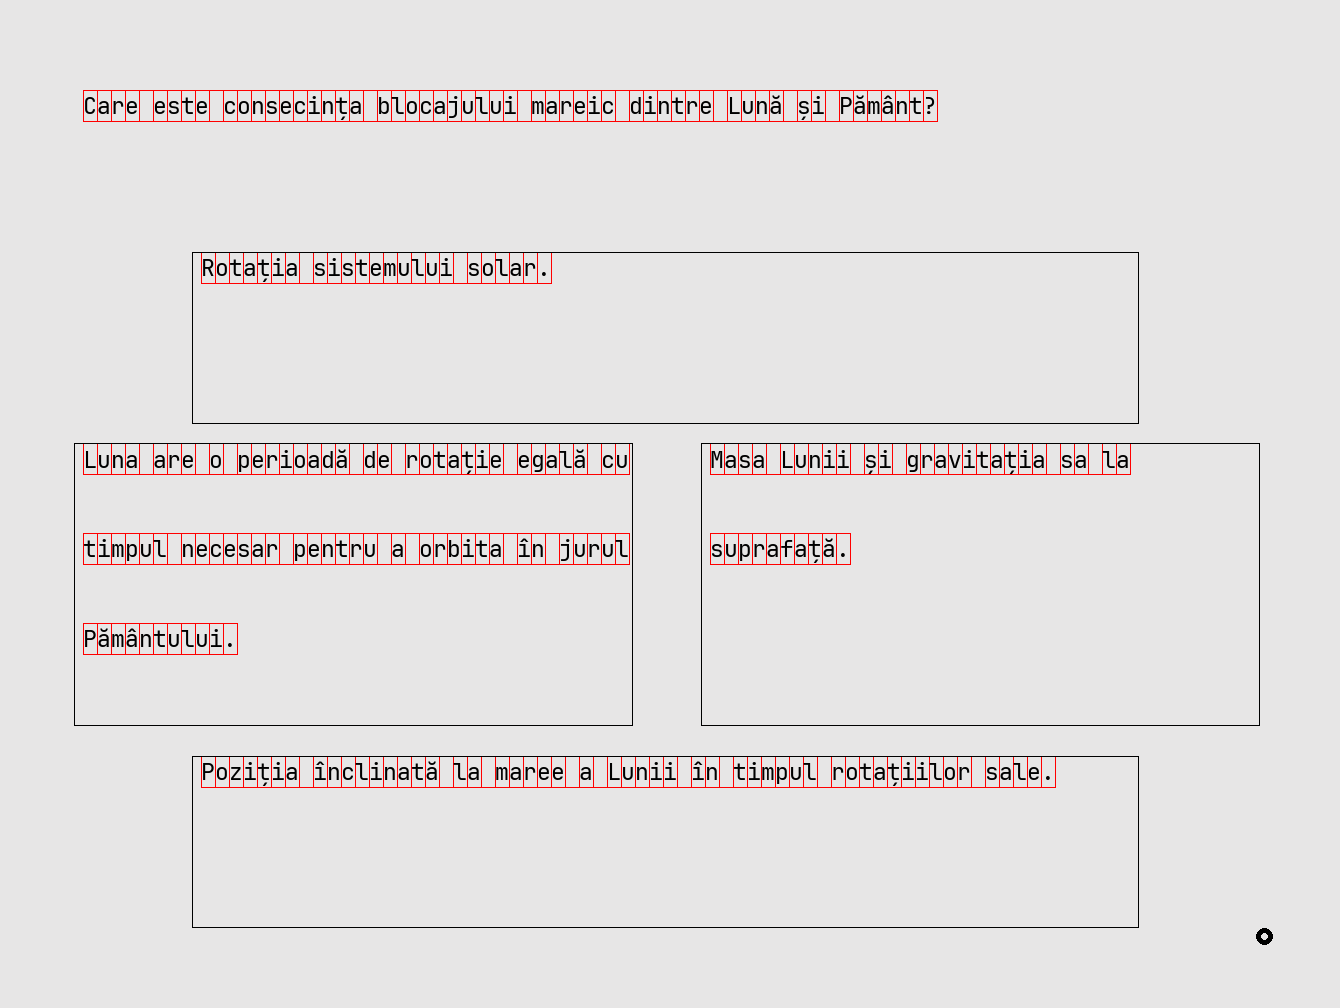 Care este consecința blocajului mareic dintre Lună și Pământ?
Rotația sistemului solar.
Luna are o perioadă de rotație egală cu
timpul necesar pentru a orbita în jurul
Pământului.
Masa Lunii și gravitația sa la
suprafață.
Poziția înclinată la maree a Lunii în timpul rotațiilor sale.